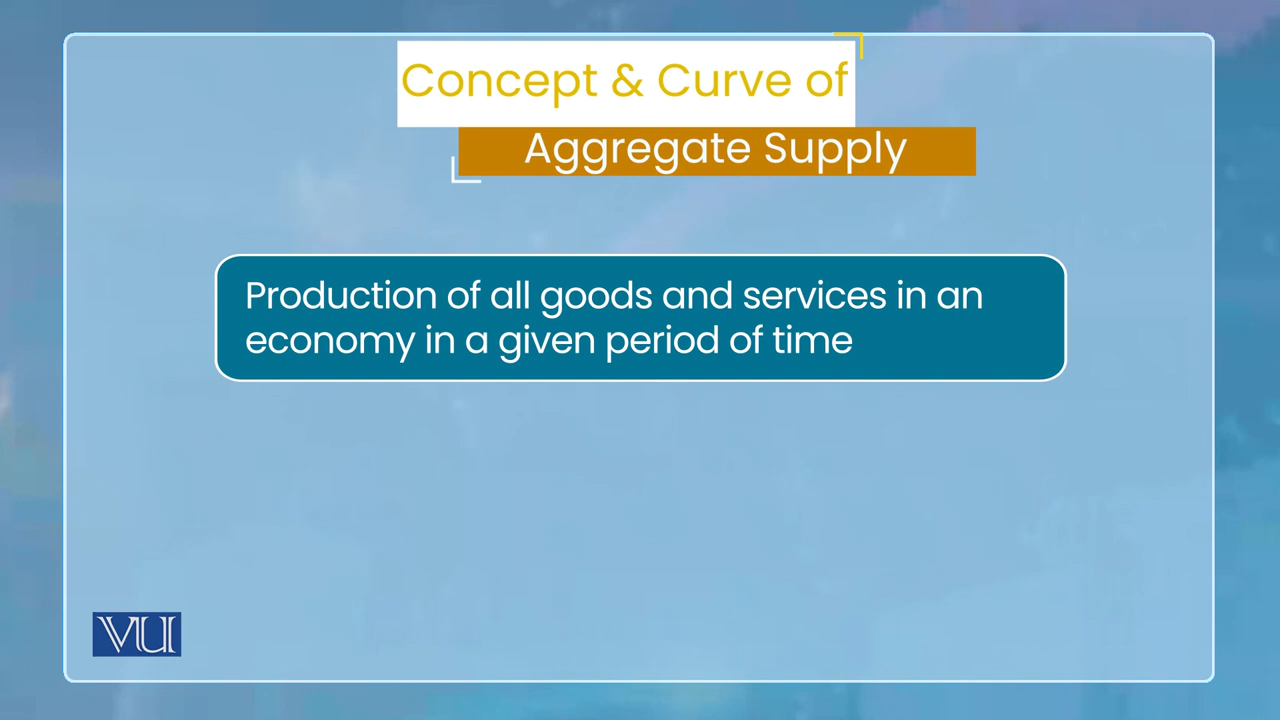 Concept & Curve of
Aggregate Supply
Production of all goods and services in an
economy in a given period of time
VU